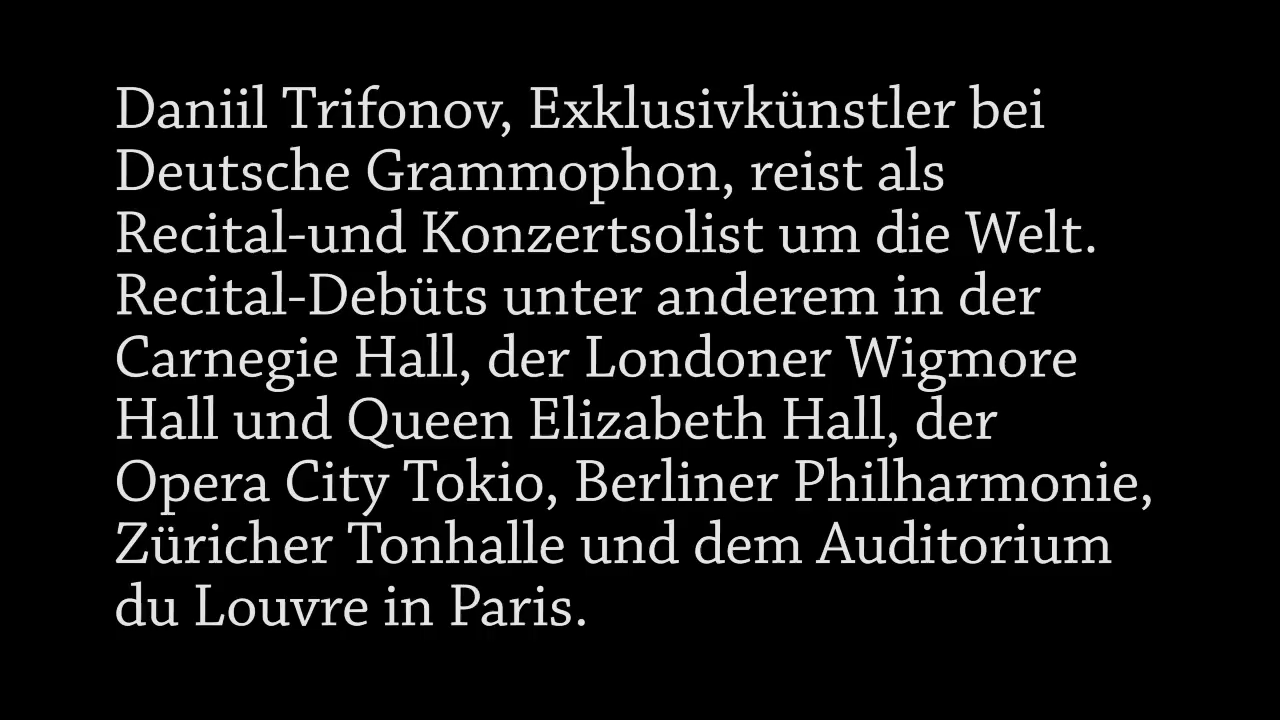 Daniil Trifonov, Exklusivkünstler bei
Deutsche Grammophon, reist als
Recital-und Konzertsolist um die Welt.
Recital-Debüts unter anderem in der
Carnegie Hall, der Londoner Wigmore
Hall und Queen Elizabeth Hall, der
Opera City Tokio, Berliner Philharmonie,
Züricher Tonhalle und dem Auditorium
du Louvre in Paris.